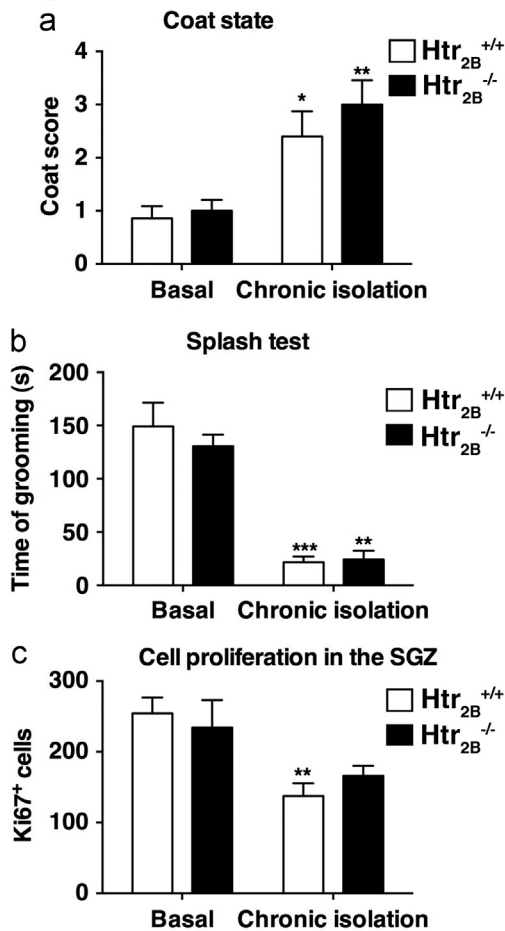 a
Coat state
Coat score
4
3
2
1
0
Htr2B+/+
Htr2B-/-
*
**
Basal Chronic isolation
b
Splash test
Time of grooming (s)
200
150
100
50
0
Htr2B+/+
Htr2B-/-
***
**
Basal Chronic isolation
c
Cell proliferation in the SGZ
Ki67+ cells
300
200
100
0
Htr2B+/+
Htr2B-/-
**
Basal Chronic isolation